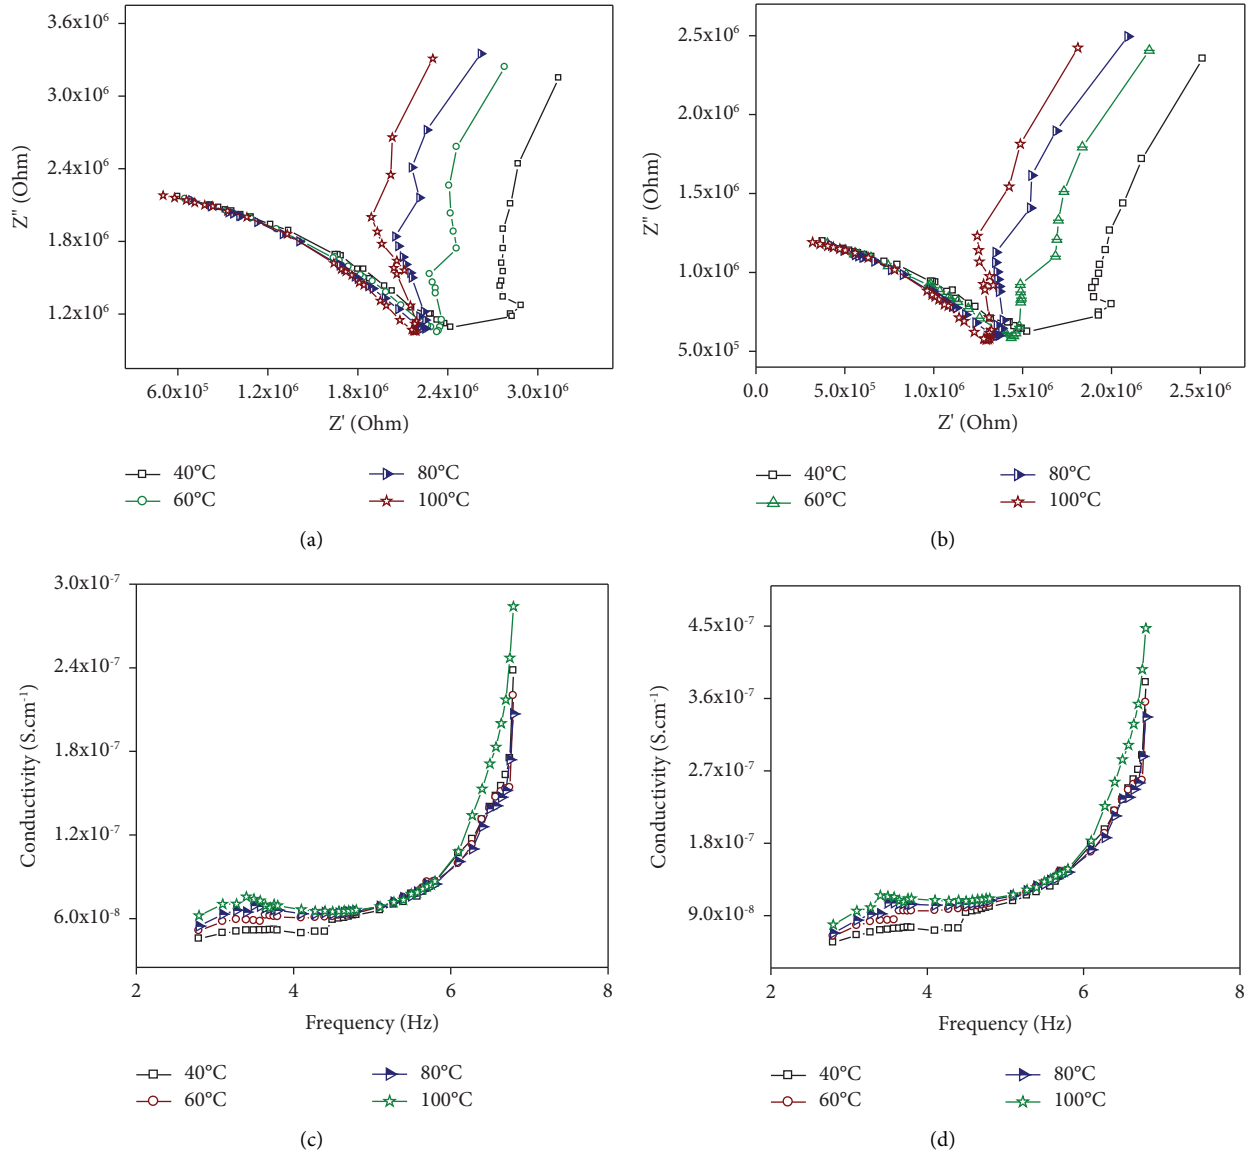 3.6x10⁶
3.0x10⁶
2.4x10⁶
1.8x10⁶
1.2x10⁶
Z" (Ohm)
6.0x10⁵ 1.2x10⁶ 1.8x10⁶ 2.4x10⁶ 3.0x10⁶
Z' (Ohm)
40°C 80°C
60°C 100°C
(a)
2.5x10⁶
2.0x10⁶
1.5x10⁶
1.0x10⁶
5.0x10⁵
Z" (Ohm)
0.0 5.0x10⁵ 1.0x10⁶ 1.5x10⁶ 2.0x10⁶ 2.5x10⁶
Z' (Ohm)
40°C 80°C
60°C 100°C
(b)
3.0x10⁻⁷
2.4x10⁻⁷
1.8x10⁻⁷
1.2x10⁻⁷
6.0x10⁻⁸
Conductivity (S.cm⁻¹)
2 4 6 8
Frequency (Hz)
40°C 80°C
60°C 100°C
(c)
4.5x10⁻⁷
3.6x10⁻⁷
2.7x10⁻⁷
1.8x10⁻⁷
9.0x10⁻⁸
Conductivity (S.cm⁻¹)
2 4 6 8
Frequency (Hz)
40°C 80°C
60°C 100°C
(d)